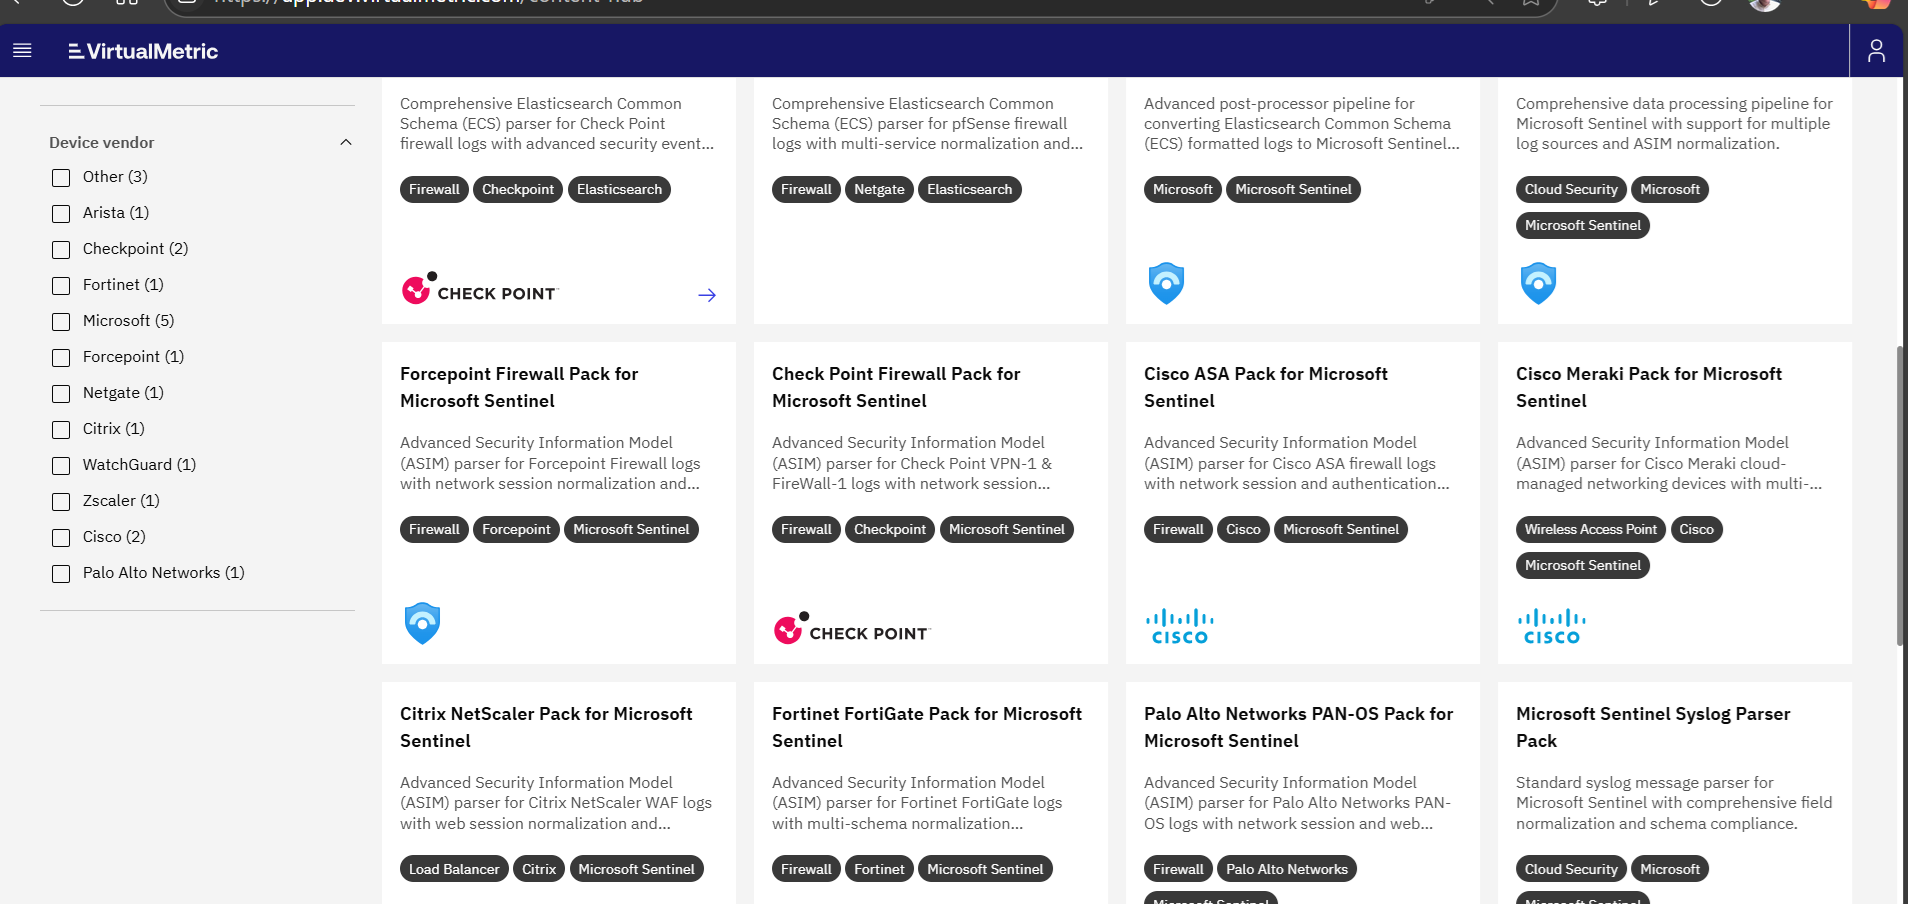 VirtualMetric
Device vendor
Other (3)
Arista (1)
Checkpoint (2)
Fortinet (1)
Microsoft (5)
Forcepoint (1)
Netgate (1)
Citrix (1)
WatchGuard (1)
Zscaler (1)
Cisco (2)
Palo Alto Networks (1)
Comprehensive Elasticsearch Common
Schema (ECS) parser for Check Point
firewall logs with advanced security event...
Firewall Checkpoint Elasticsearch
CHECK POINT
Comprehensive Elasticsearch Common
Schema (ECS) parser for pfSense firewall
logs with multi-service normalization and...
Firewall Netgate Elasticsearch
Advanced post-processor pipeline for
converting Elasticsearch Common Schema
(ECS) formatted logs to Microsoft Sentinel...
Microsoft Microsoft Sentinel
Comprehensive data processing pipeline for
Microsoft Sentinel with support for multiple
log sources and ASIM normalization.
Cloud Security Microsoft
Microsoft Sentinel
Forcepoint Firewall Pack for
Microsoft Sentinel
Advanced Security Information Model
(ASIM) parser for Forcepoint Firewall logs
with network session normalization and...
Firewall Forcepoint Microsoft Sentinel
Check Point Firewall Pack for
Microsoft Sentinel
Advanced Security Information Model
(ASIM) parser for Check Point VPN-1 &
FireWall-1 logs with network session...
Firewall Checkpoint Microsoft Sentinel
CHECK POINT
Cisco ASA Pack for Microsoft
Sentinel
Advanced Security Information Model
(ASIM) parser for Cisco ASA firewall logs
with network session and authentication...
Firewall Cisco Microsoft Sentinel
CISCO
Cisco Meraki Pack for Microsoft
Sentinel
Advanced Security Information Model
(ASIM) parser for Cisco Meraki cloud-
managed networking devices with multi-...
Wireless Access Point Cisco
Microsoft Sentinel
CISCO
Citrix NetScaler Pack for Microsoft
Sentinel
Advanced Security Information Model
(ASIM) parser for Citrix NetScaler WAF logs
with web session normalization and...
Load Balancer Citrix Microsoft Sentinel
Fortinet FortiGate Pack for Microsoft
Sentinel
Advanced Security Information Model
(ASIM) parser for Fortinet FortiGate logs
with multi-schema normalization...
Firewall Fortinet Microsoft Sentinel
Palo Alto Networks PAN-OS Pack for
Microsoft Sentinel
Advanced Security Information Model
(ASIM) parser for Palo Alto Networks PAN-
OS logs with network session and web...
Firewall Palo Alto Networks
Microsoft Sentinel
Microsoft Sentinel Syslog Parser
Pack
Standard syslog message parser for
Microsoft Sentinel with comprehensive field
normalization and schema compliance.
Cloud Security Microsoft
Microsoft Sentinel